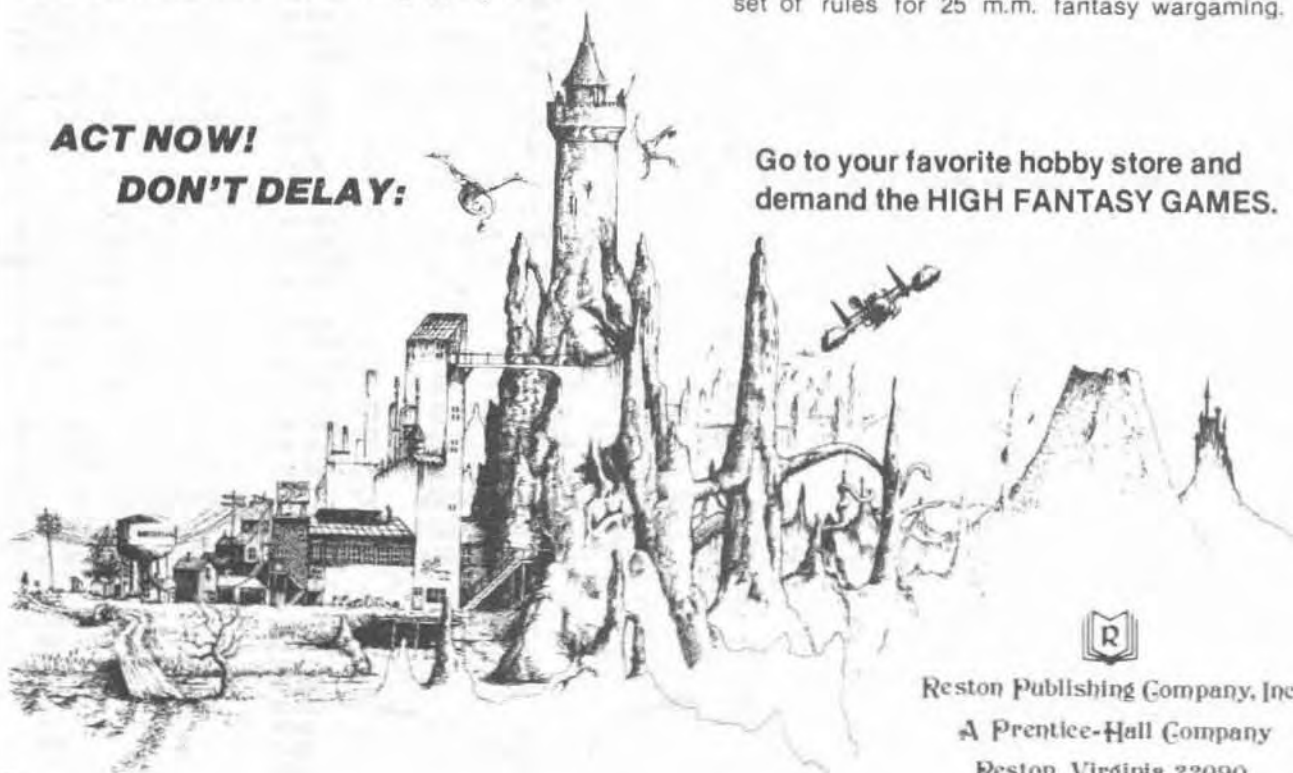 set of rules for 25 m.m. fantasy wargaming.
ACT NOW!
DON'T DELAY:
Go to your favorite hobby store and
demand the HIGH FANTASY GAMES.
R
Reston Publishing Company, Inc
A Prentice-Hall Company
Reston, Virginia 22090